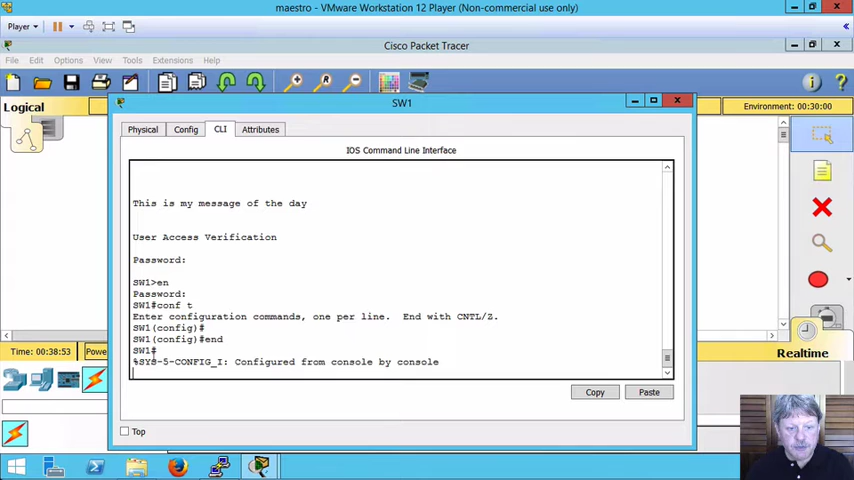 maestro - VMware Workstation 12 Player (Non-commercial use only)
Player
Cisco Packet Tracer
File Edit Options View Tools Extensions Help
Logical
Environment: 00:30:00
SW1
Physical Config CLI Attributes
IOS Command Line Interface
This is my message of the day
User Access Verification
Password:
SW1>en
Password:
SW1#conf t
Enter configuration commands, one per line. End with CNTL/Z.
SW1(config)#
SW1(config)#end
SW1#
%SYS-5-CONFIG_I: Configured from console by console
Copy Paste
Top
Time: 00:38:53
Realtime